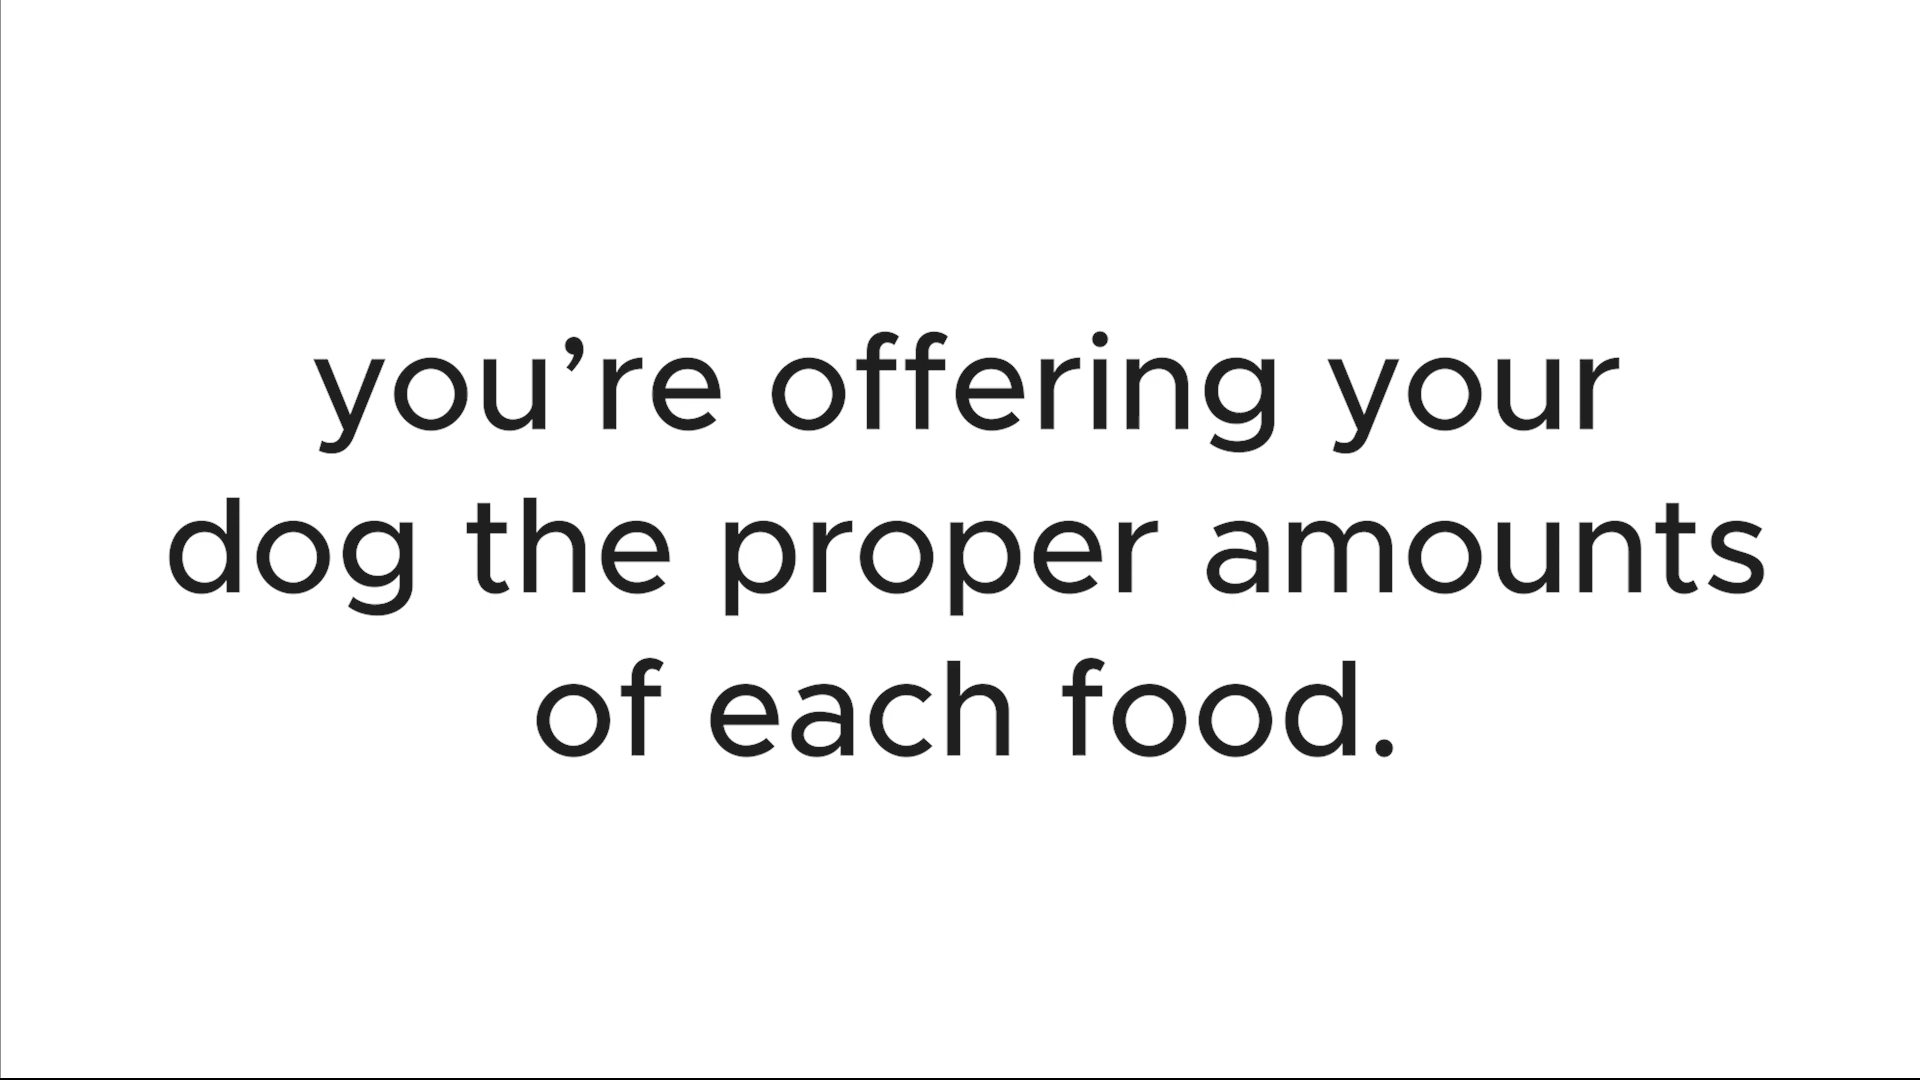 you’re offering your
dog the proper amounts
of each food.